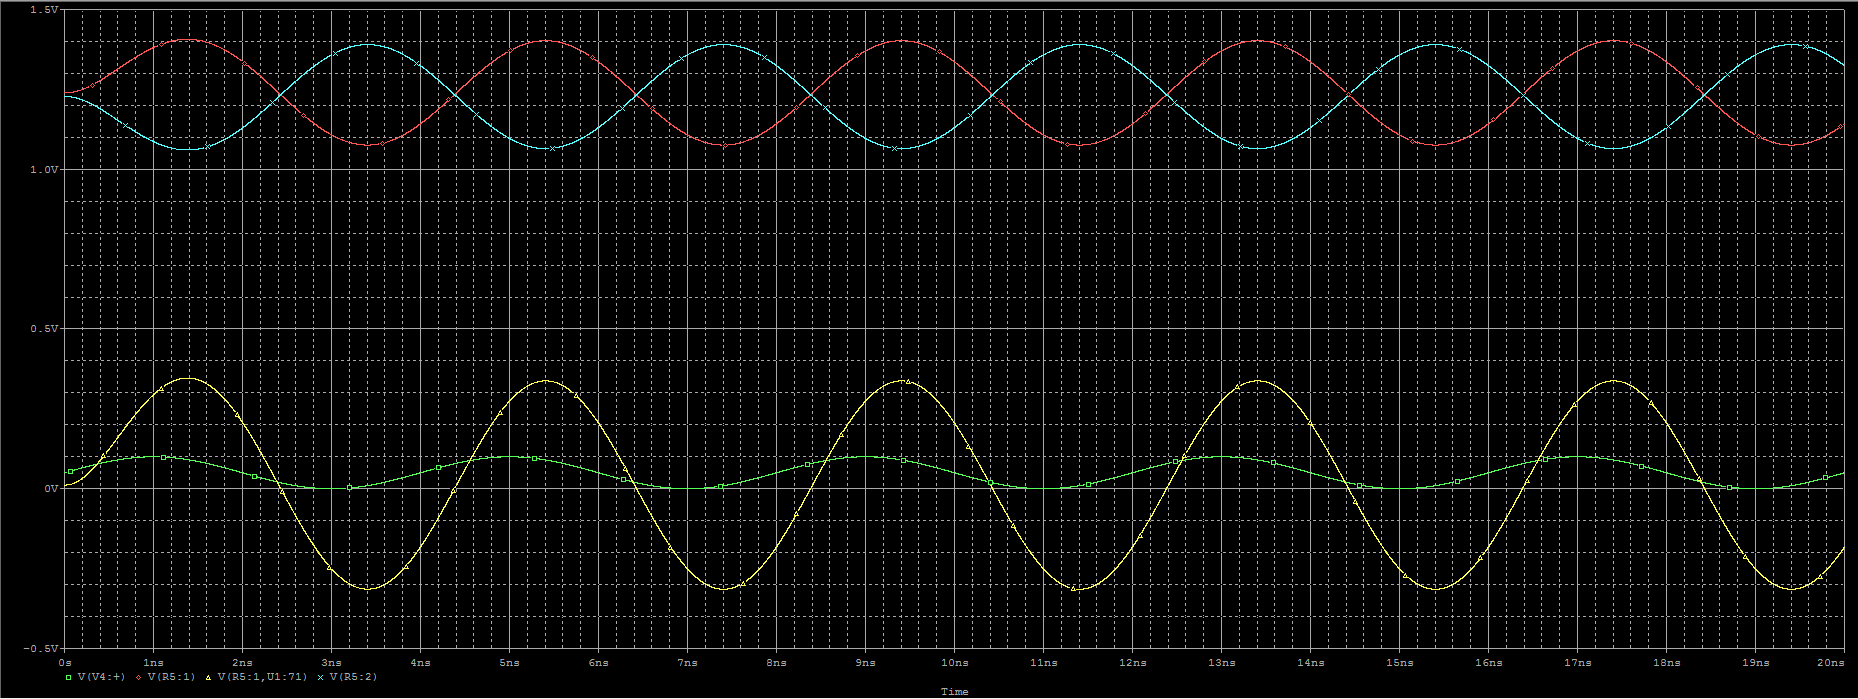 1.5V
1.0V
0.5V
0V
-0.5V
0s 1ns 2ns 3ns 4ns 5ns 6ns 7ns 8ns 9ns 10ns 11ns 12ns 13ns 14ns 15ns 16ns 17ns 18ns 19ns 20ns
V(V4:+) V(R5:1) V(R5:1,U1:71) V(R5:2)
Time